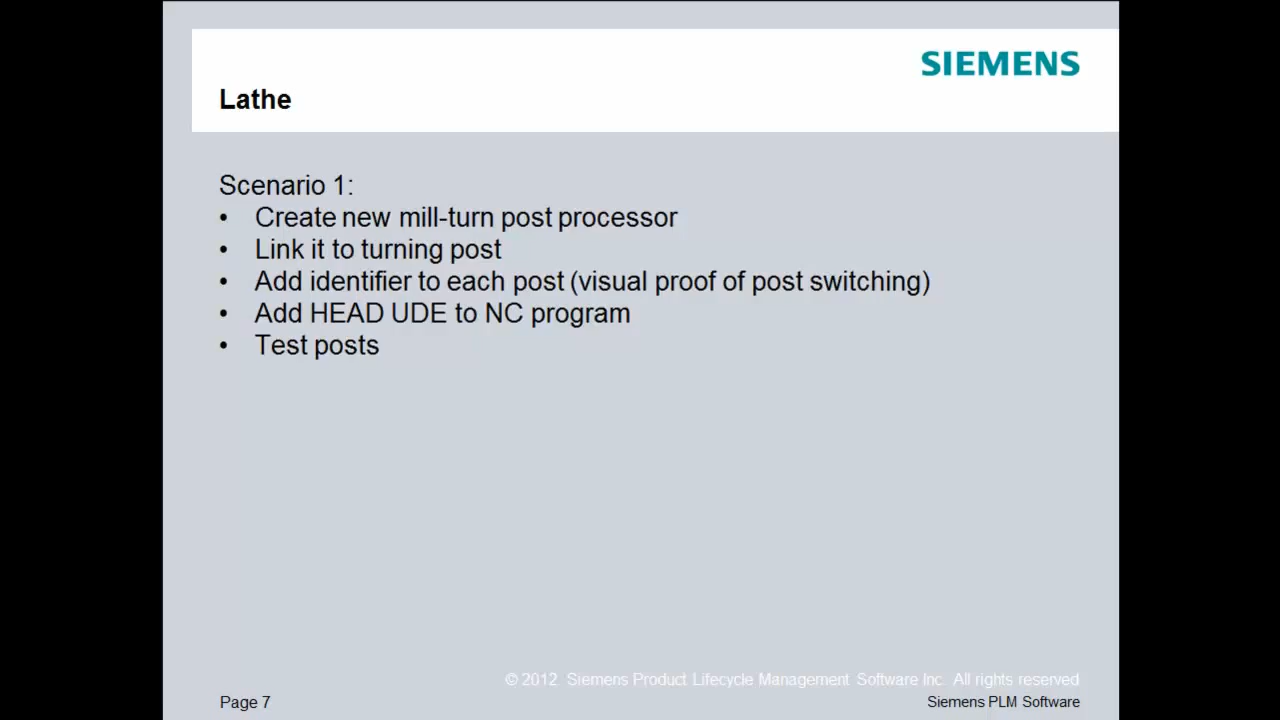 SIEMENS
Lathe
Scenario 1:
• Create new mill-turn post processor
• Link it to turning post
• Add identifier to each post (visual proof of post switching)
• Add HEAD UDE to NC program
• Test posts
© 2012 Siemens Product Lifecycle Management Software Inc. All rights reserved
Page 7
Siemens PLM Software